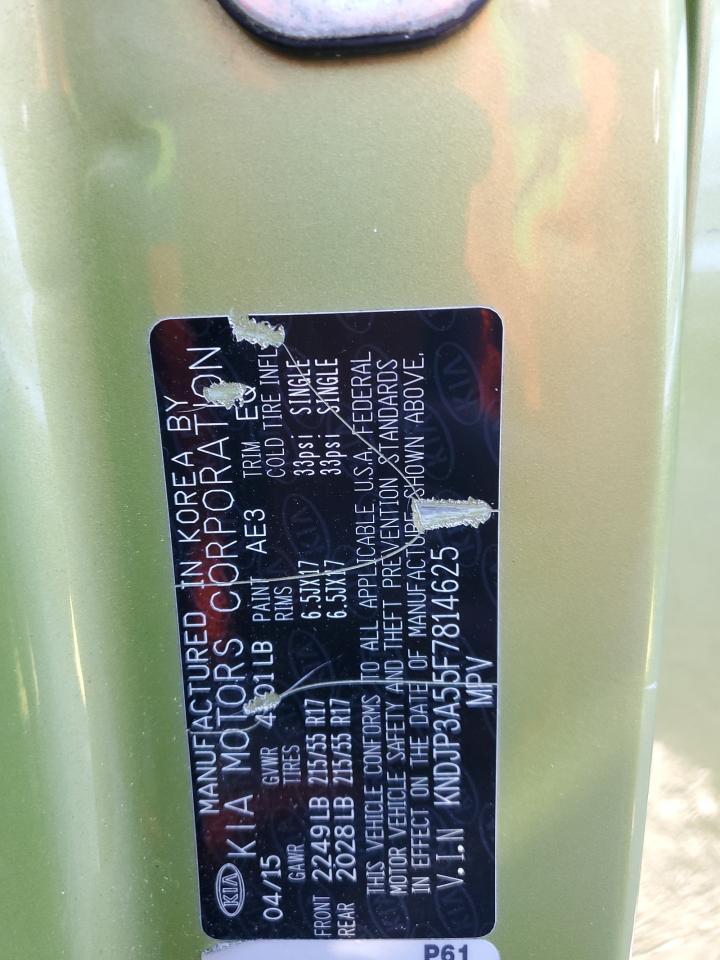 MANUFACTURED IN KOREA BY
KIA KIA MOTORS CORPORATION
04/15 GVWR PAINT AE3 TRIM EQ
GAWR TIRES RIMS COLD TIRE INFL
FRONT 2249LB 215/55 R17 6.5JX17 33psi SINGLE
REAR 2028LB 215/55 R17 6.5JX17 33psi SINGLE
THIS VEHICLE CONFORMS TO ALL APPLICABLE U.S.A. FEDERAL
MOTOR VEHICLE SAFETY AND THEFT PREVENTION STANDARDS
IN EFFECT ON THE DATE OF MANUFACTURE SHOWN ABOVE.
V.I.N KNDJP3A55F7814625
MPV
P61